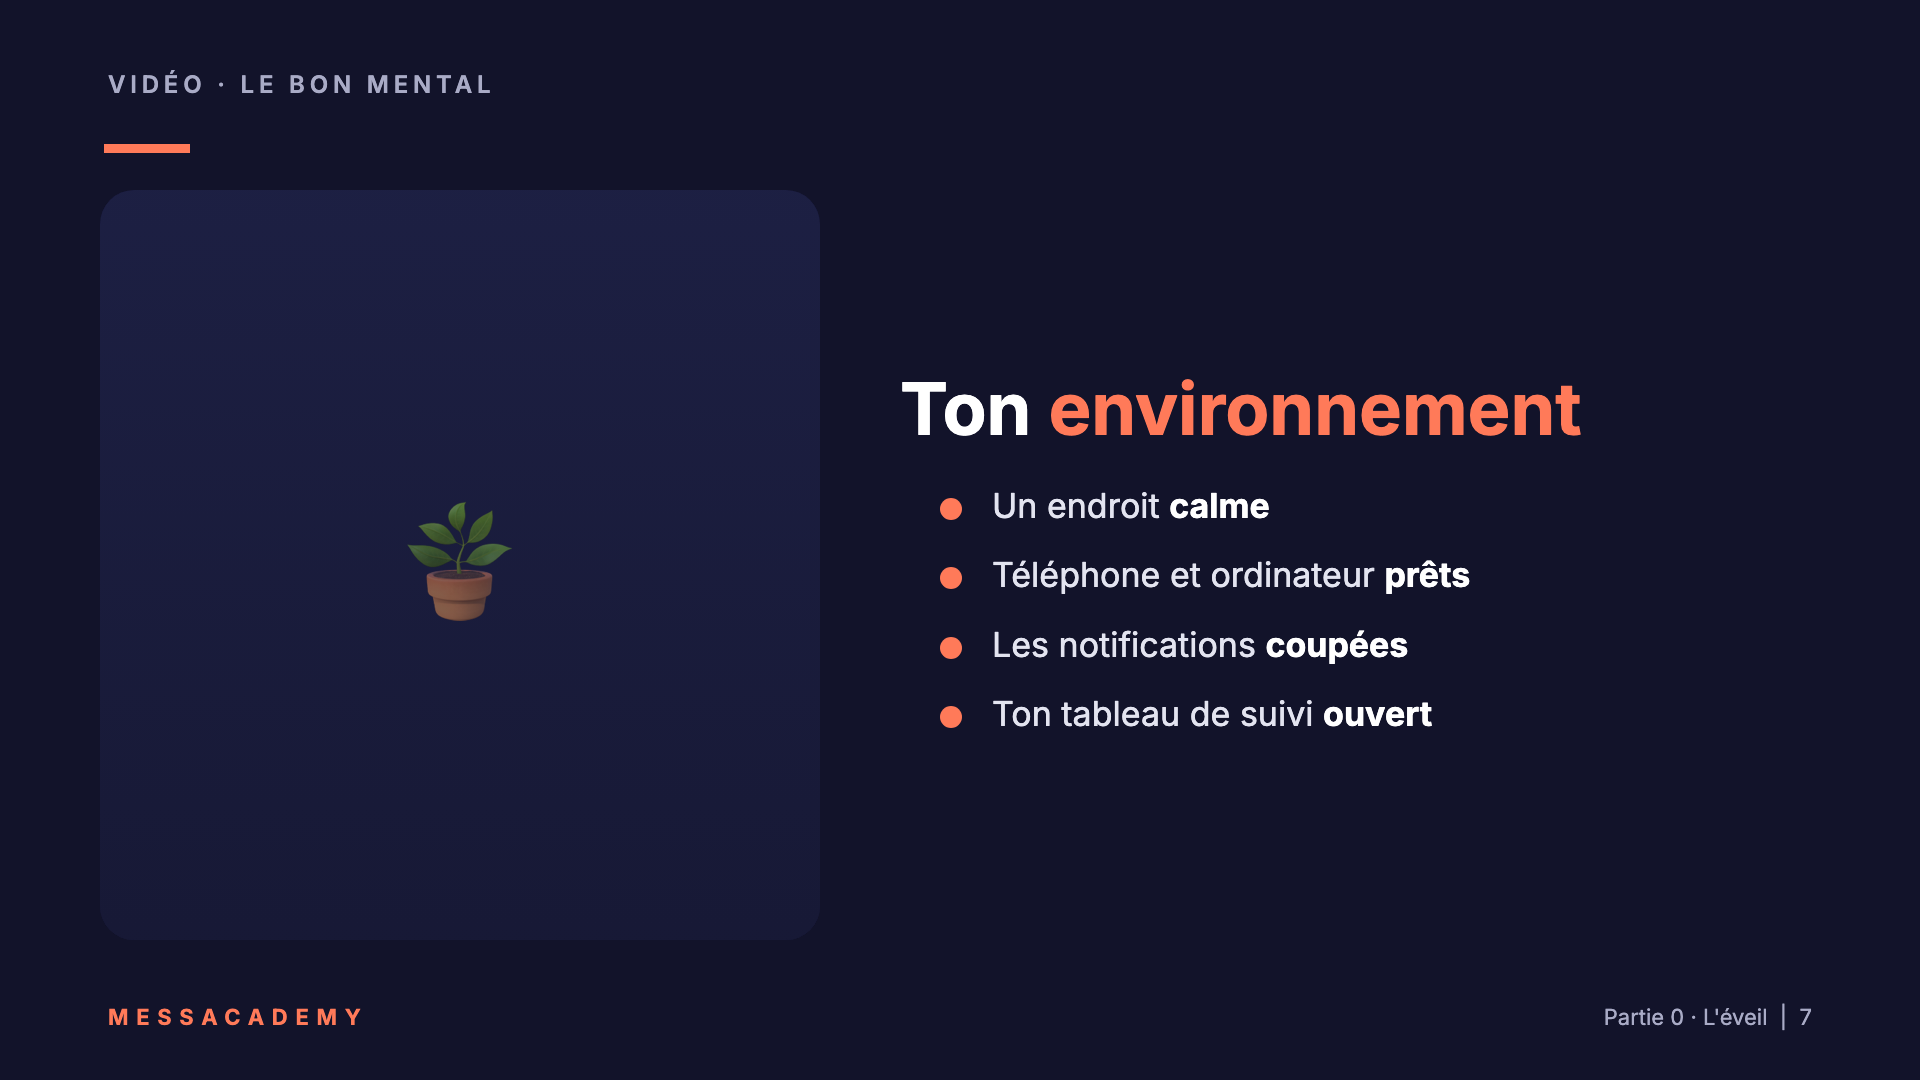 VIDÉO · LE BON MENTAL
Ton environnement
Un endroit calme
Téléphone et ordinateur prêts
Les notifications coupées
Ton tableau de suivi ouvert
MESSACADEMY
Partie 0 · L'éveil | 7